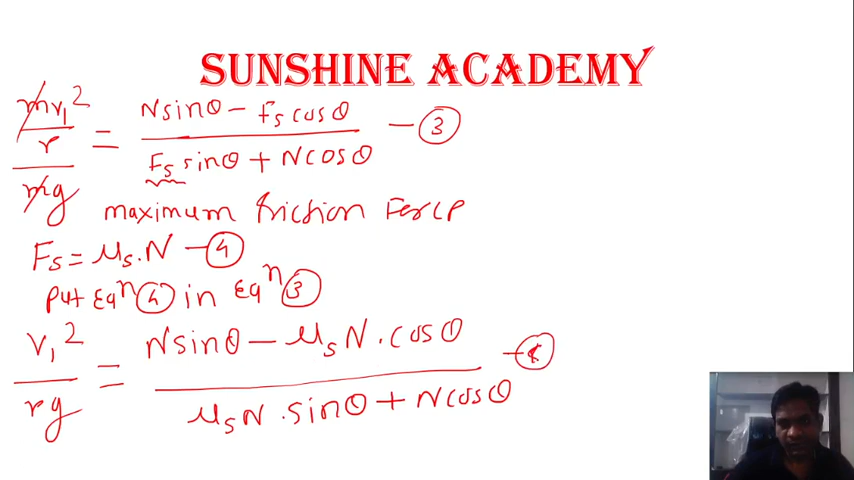 SUNSHINE ACADEMY
mv₁²/r / mg = Nsinθ - Fs cosθ / Fs sinθ + Ncosθ - ③
maximum friction Force
Fs = μs.N - ④
put Eqⁿ ④ in Eqⁿ ③
v₁² / rg = Nsinθ - μsN.cosθ / μsN.sinθ + Ncosθ